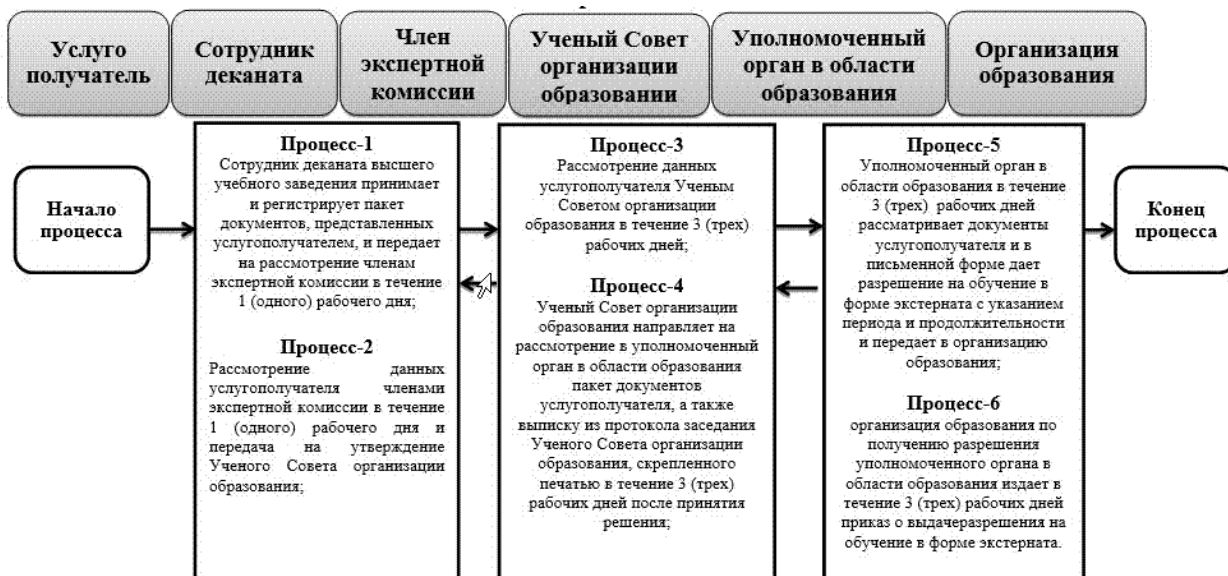 Услуго
получатель
Сотрудник
деканата
Член
экспертной
комиссии
Ученый Совет
организации
образовании
Уполномоченный
орган в области
образования
Организация
образования
Начало
процесса
Процесс-1
Сотрудник деканата высшего
учебного заведения принимает
и регистрирует пакет
документов, представленных
услугополучателем, и передает
на рассмотрение членам
экспертной комиссии в течение
1 (одного) рабочего дня;
Процесс-2
Рассмотрение данных
услугополучателя членами
экспертной комиссии в течение
1 (одного) рабочего дня и
передача на утверждение
Ученого Совета организации
образования;
Процесс-3
Рассмотрение данных
услугополучателя Ученым
Советом организации
образования в течение 3 (трех)
рабочих дней;
Процесс-4
Ученый Совет организации
образования направляет на
рассмотрение в уполномоченный
орган в области образования
пакет документов
услугополучателя, а также
выписку из протокола заседания
Ученого Совета организации
образования, скрепленного
печатью в течение 3 (трех)
рабочих дней после принятия
решения;
Процесс-5
Уполномоченный орган в
области образования в течение
3 (трех) рабочих дней
рассматривает документы
услугополучателя и в
письменной форме дает
разрешение на обучение в
форме экстерната с указанием
периода и продолжительности
и передает в организацию
образования;
Процесс-6
организация образования по
получению разрешения
уполномоченного органа в
области образования издает в
течение 3 (трех) рабочих дней
приказ о выдачеразрешения на
обучение в форме экстерната.
Конец
процесса